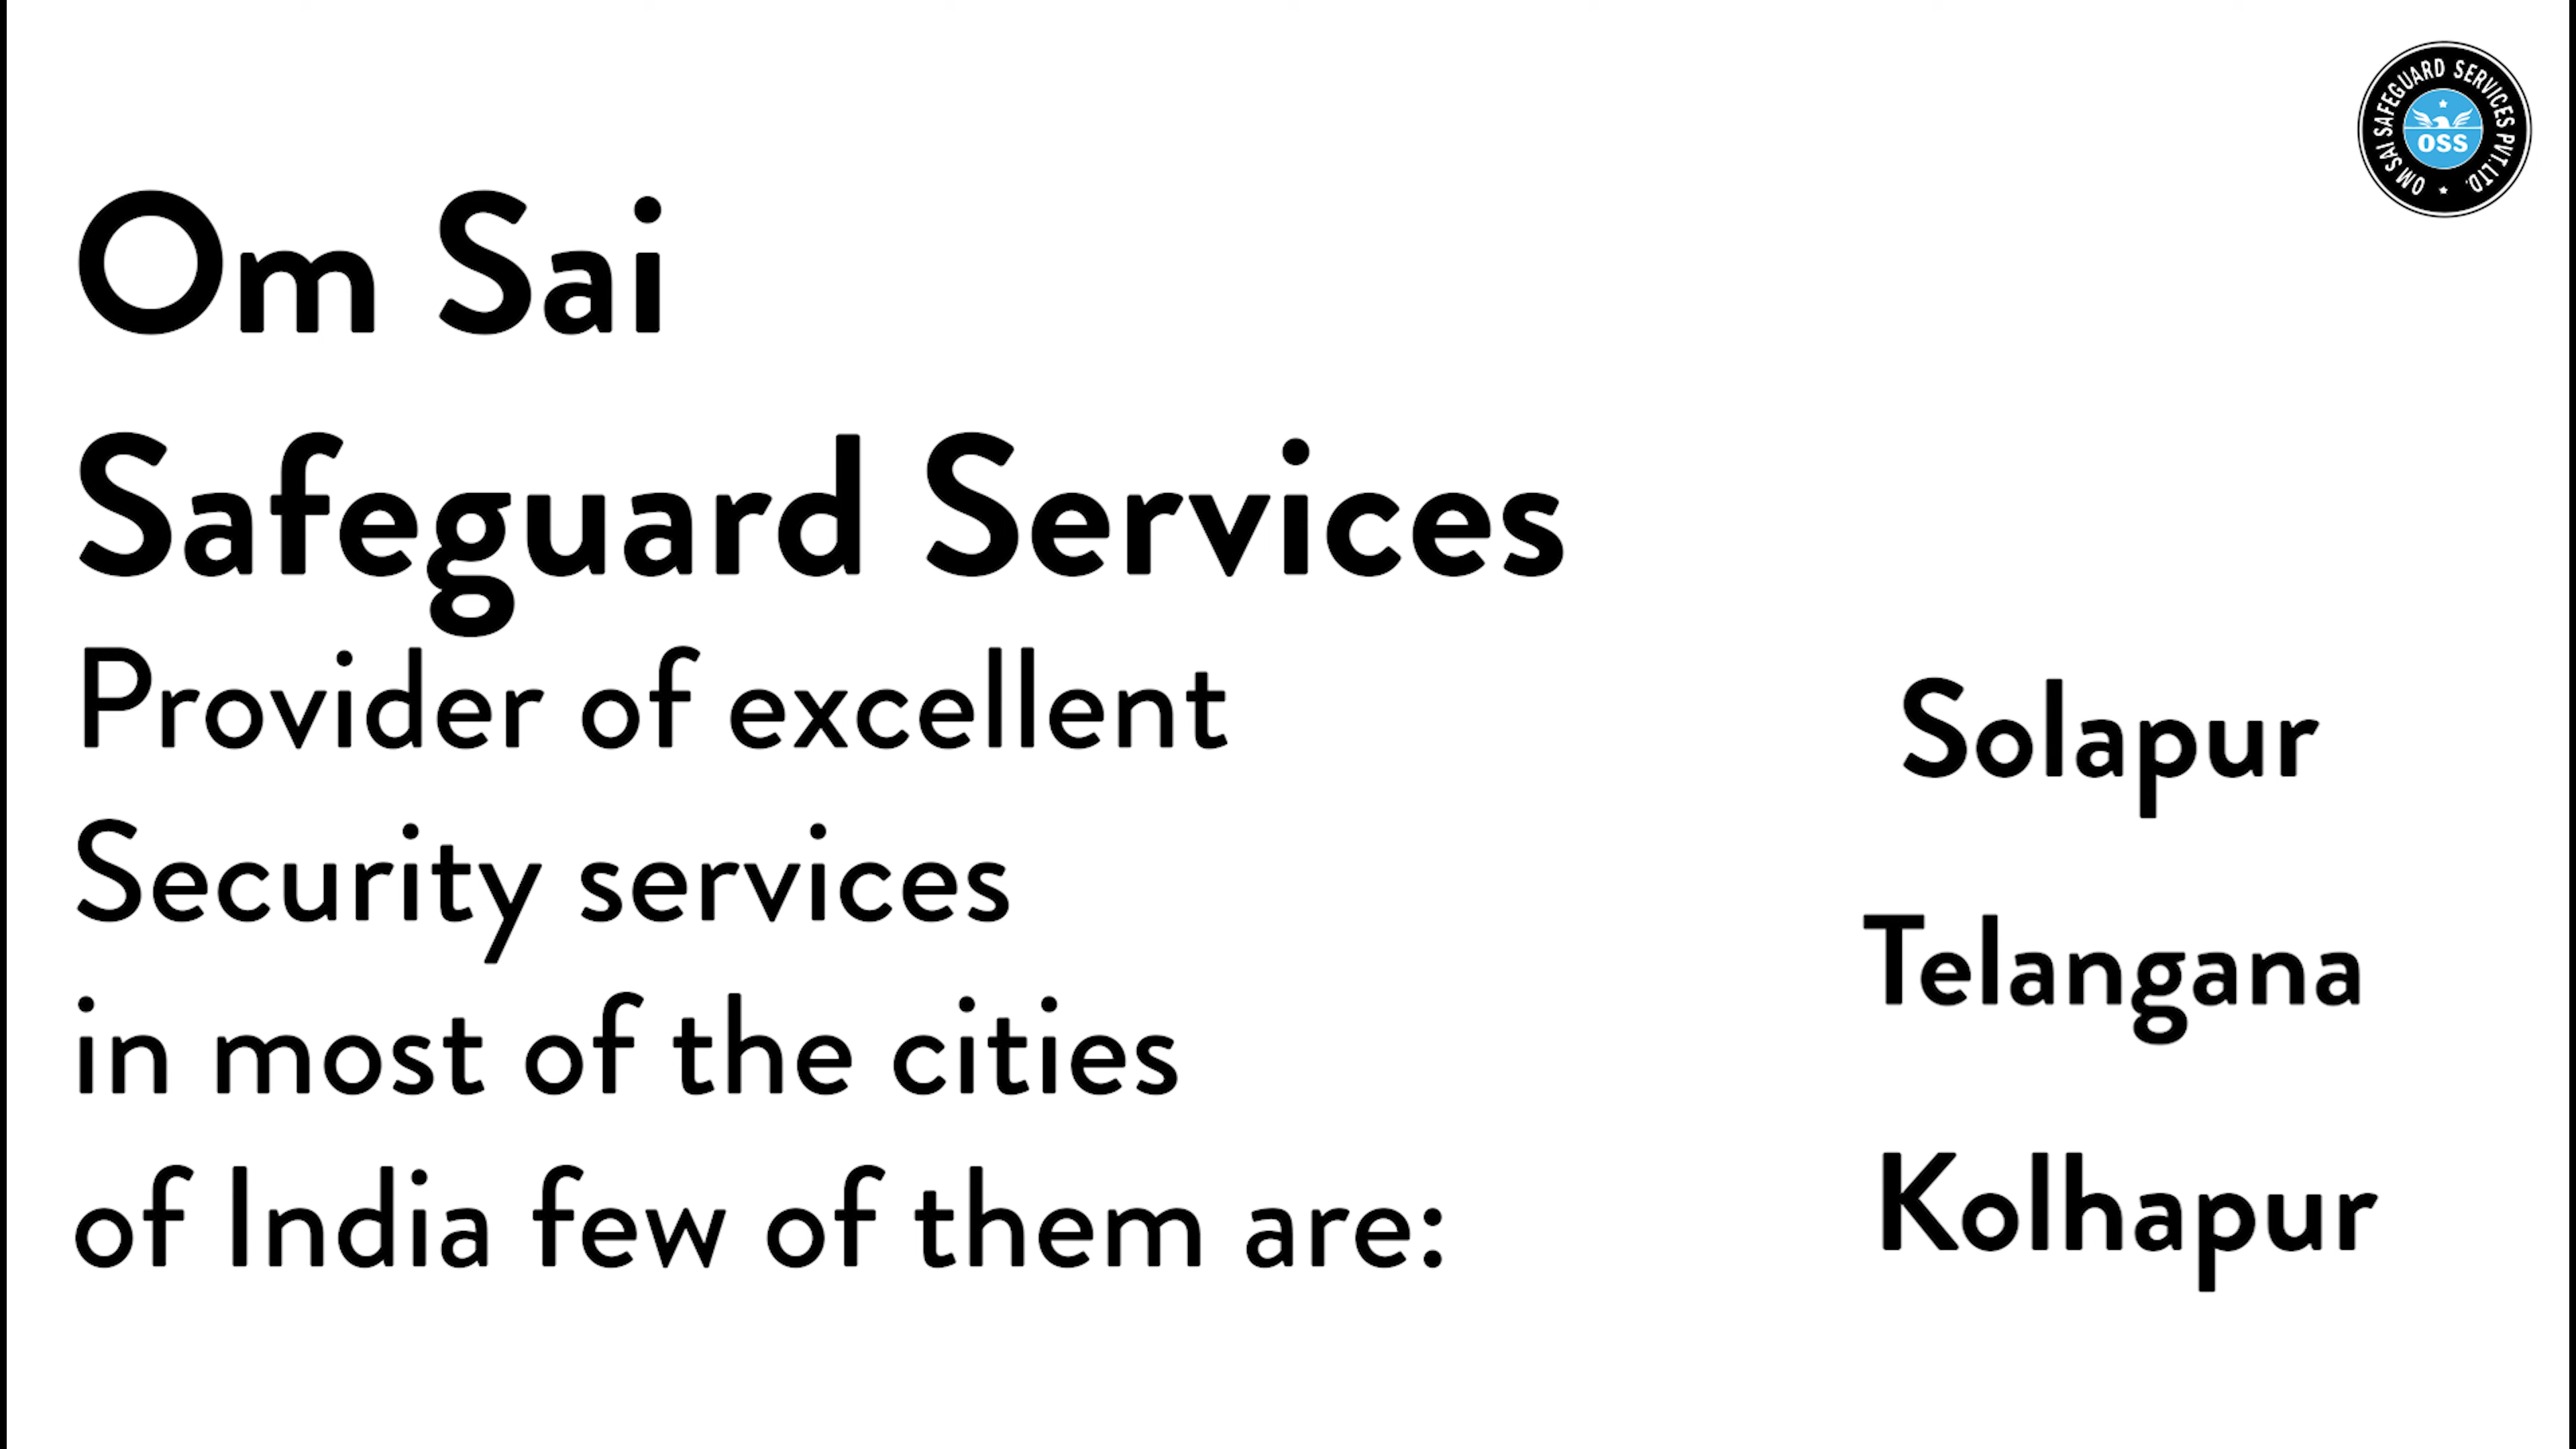 OM SAI SAFEGUARD SERVICES PVT.LTD.
OSS
Om Sai
Safeguard Services
Provider of excellent
Security services
in most of the cities
of India few of them are:
Solapur
Telangana
Kolhapur